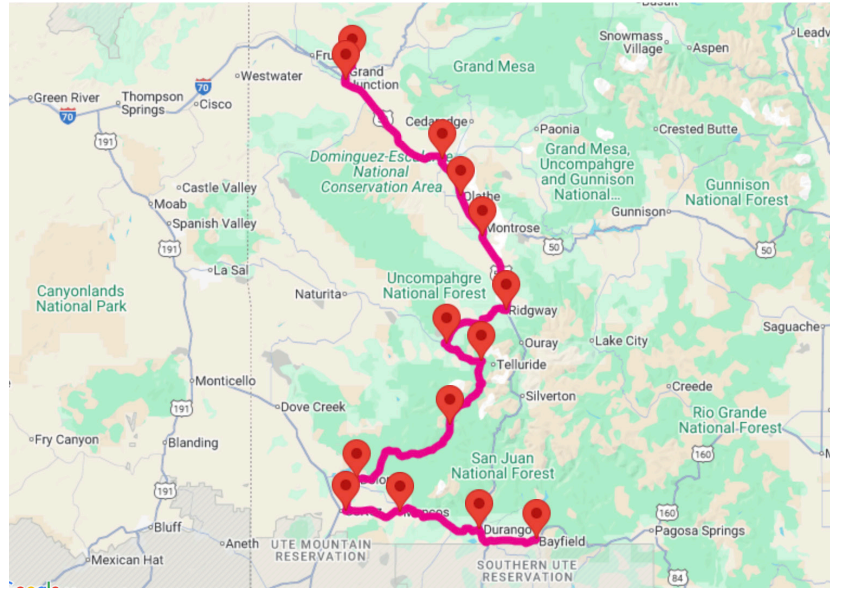 Basalt
Snowmass
Village
Aspen
Grand Mesa
Westwater
Grand
Junction
70
Green River
Thompson
Springs
Cisco
70
Cedaredge
191
Paonia
Crested Butte
Dominguez-Escalante
National
Conservation Area
Grand Mesa,
Uncompahgre
and Gunnison
National...
Castle Valley
Moab
Olathe
Gunnison
National Forest
Spanish Valley
Gunnison
Montrose
191
50
50
La Sal
Canyonlands
National Park
Uncompahgre
National Forest
Naturita
Ridgway
Saguache
Ouray
Lake City
Telluride
Monticello
Creede
Silverton
191
Dove Creek
Rio Grande
National Forest
Fry Canyon
Blanding
160
San Juan
National Forest
191
160
Bluff
Durango
Bayfield
Pagosa Springs
Aneth
UTE MOUNTAIN
RESERVATION
Mexican Hat
SOUTHERN UTE
RESERVATION
84